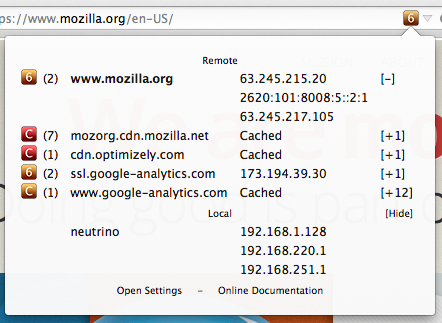 ps://www.mozilla.org/en-US/ 6
Remote
6 (2) www.mozilla.org 63.245.215.20 [-]
2620:101:8008:5::2:1
63.245.217.105
C (7) mozorg.cdn.mozilla.net Cached [+1]
C (1) cdn.optimizely.com Cached [+1]
6 (2) ssl.google-analytics.com 173.194.39.30 [+1]
C (1) www.google-analytics.com Cached [+12]
Local [Hide]
neutrino 192.168.1.128
192.168.220.1
192.168.251.1
Open Settings – Online Documentation